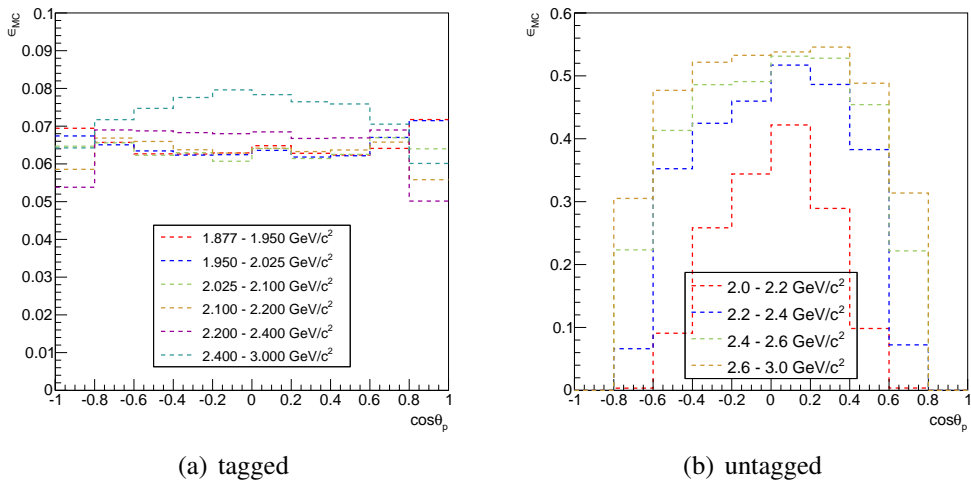 ε_MC
0.1
0.09
0.08
0.07
0.06
0.05
0.04
0.03
0.02
0.01
0
-1 -0.8 -0.6 -0.4 -0.2 0 0.2 0.4 0.6 0.8 1
cosθ_p
1.877 - 1.950 GeV/c²
1.950 - 2.025 GeV/c²
2.025 - 2.100 GeV/c²
2.100 - 2.200 GeV/c²
2.200 - 2.400 GeV/c²
2.400 - 3.000 GeV/c²
(a) tagged
ε_MC
0.6
0.5
0.4
0.3
0.2
0.1
0
-1 -0.8 -0.6 -0.4 -0.2 0 0.2 0.4 0.6 0.8 1
cosθ_p
2.0 - 2.2 GeV/c²
2.2 - 2.4 GeV/c²
2.4 - 2.6 GeV/c²
2.6 - 3.0 GeV/c²
(b) untagged